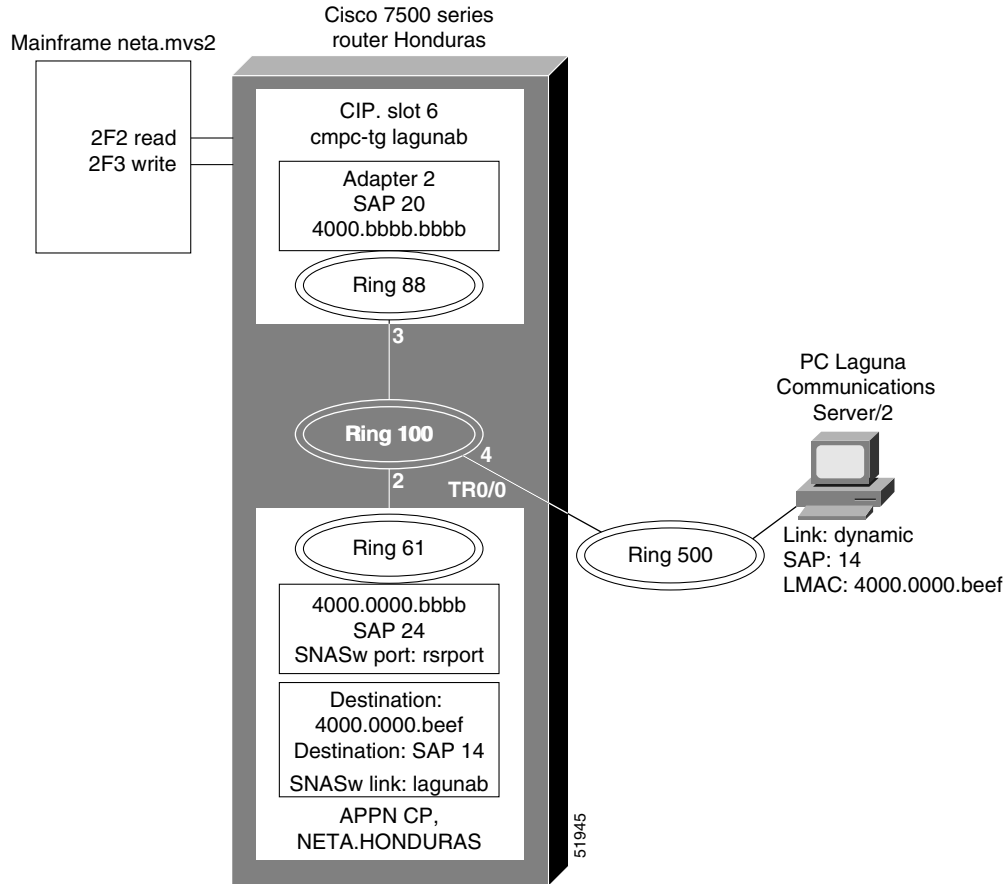 Cisco 7500 series
router Honduras
Mainframe neta.mvs2
2F2 read
2F3 write
CIP. slot 6
cmpc-tg lagunab
Adapter 2
SAP 20
4000.bbbb.bbbb
Ring 88
3
Ring 100
4
2
TR0/0
PC Laguna
Communications
Server/2
Link: dynamic
SAP: 14
LMAC: 4000.0000.beef
Ring 500
Ring 61
4000.0000.bbbb
SAP 24
SNASw port: rsrport
Destination:
4000.0000.beef
Destination: SAP 14
SNASw link: lagunab
APPN CP,
NETA.HONDURAS
51945